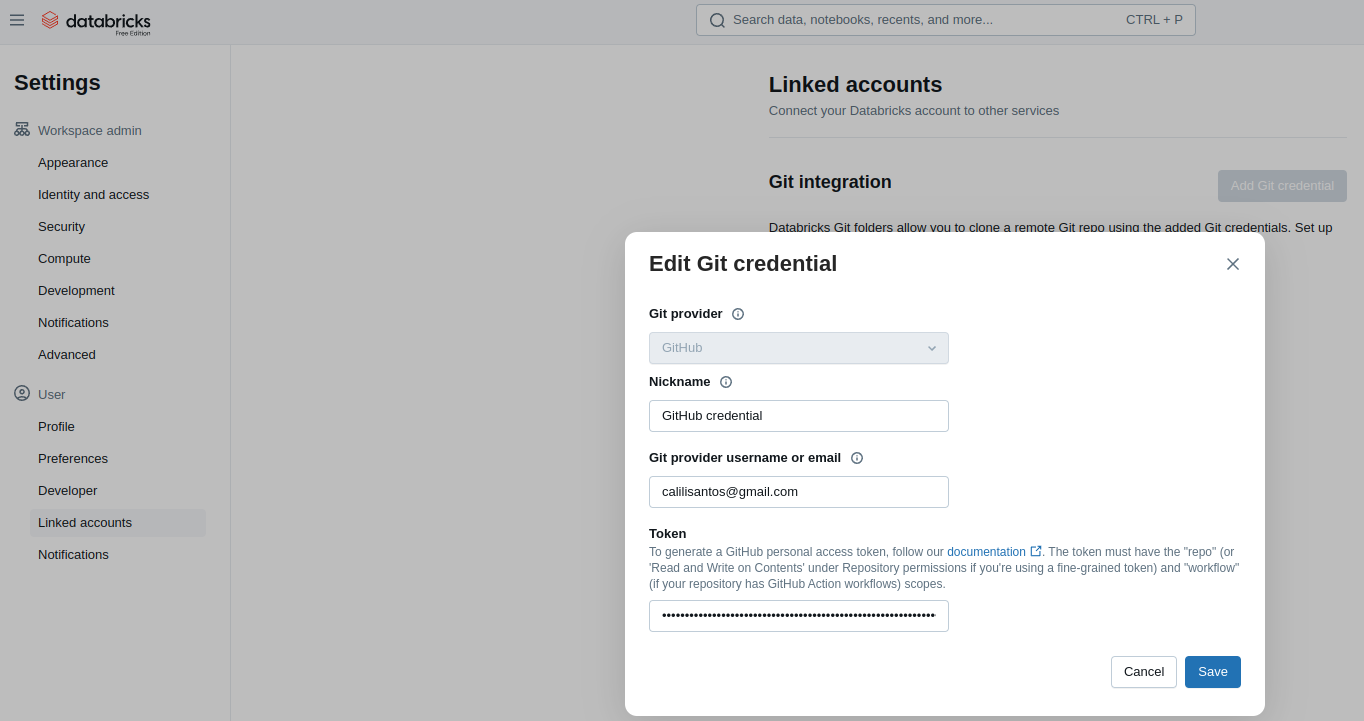 databricks
Free Edition
Search data, notebooks, recents, and more...
CTRL + P
Settings
Workspace admin
Appearance
Identity and access
Security
Compute
Development
Notifications
Advanced
User
Profile
Preferences
Developer
Linked accounts
Notifications
Linked accounts
Connect your Databricks account to other services
Git integration
Add Git credential
Databricks Git folders allow you to clone a remote Git repo using the added Git credentials. Set up
Edit Git credential
Git provider
GitHub
Nickname
GitHub credential
Git provider username or email
calilisantos@gmail.com
Token
To generate a GitHub personal access token, follow our documentation. The token must have the "repo" (or
'Read and Write on Contents' under Repository permissions if you're using a fine-grained token) and "workflow"
(if your repository has GitHub Action workflows) scopes.
Cancel
Save